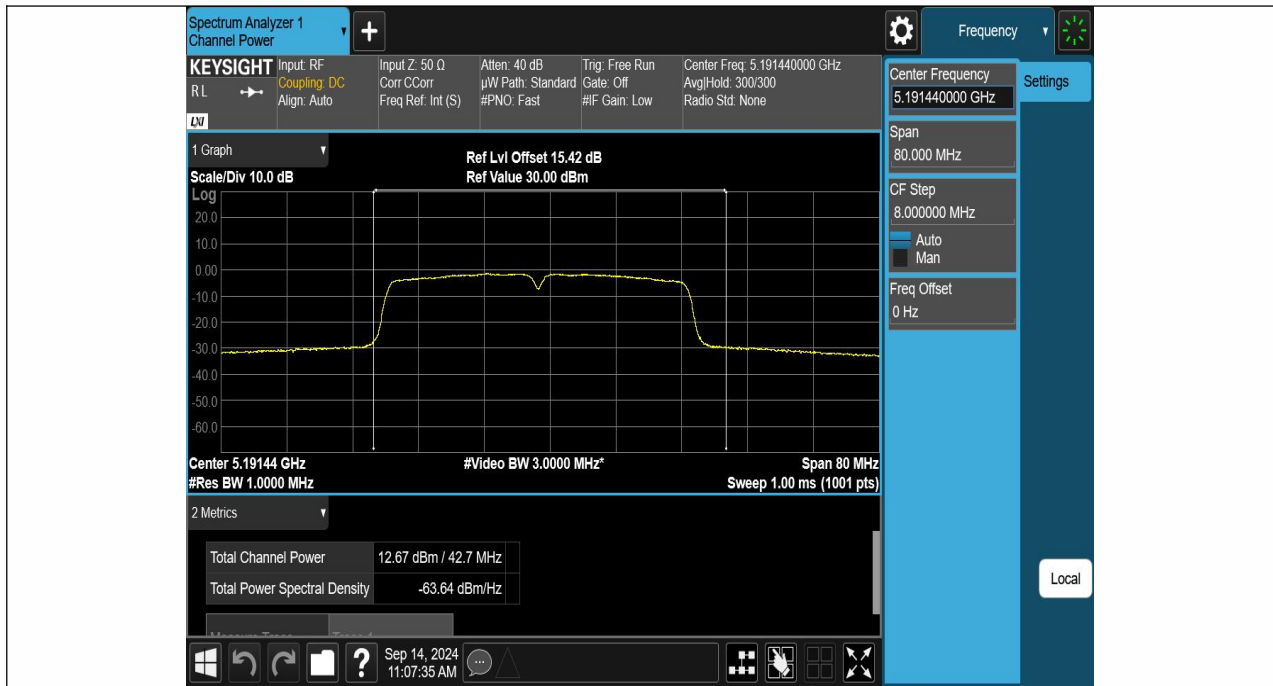 Spectrum Analyzer 1
Channel Power
Frequency
KEYSIGHT
RL
LXI
Input: RF
Coupling: DC
Align: Auto
Input Z: 50 Ω
Corr CCorr
Freq Ref: Int (S)
Atten: 40 dB
µW Path: Standard
#PNO: Fast
Trig: Free Run
Gate: Off
#IF Gain: Low
Center Freq: 5.191440000 GHz
Avg|Hold: 300/300
Radio Std: None
Center Frequency
5.191440000 GHz
Settings
Span
80.000 MHz
CF Step
8.000000 MHz
Auto
Man
Freq Offset
0 Hz
1 Graph
Scale/Div 10.0 dB
Ref Lvl Offset 15.42 dB
Ref Value 30.00 dBm
Log
20.0
10.0
0.00
-10.0
-20.0
-30.0
-40.0
-50.0
-60.0
Center 5.19144 GHz
#Video BW 3.0000 MHz*
Span 80 MHz
#Res BW 1.0000 MHz
Sweep 1.00 ms (1001 pts)
2 Metrics
Total Channel Power 12.67 dBm / 42.7 MHz
Total Power Spectral Density -63.64 dBm/Hz
Local
?
Sep 14, 2024
11:07:35 AM